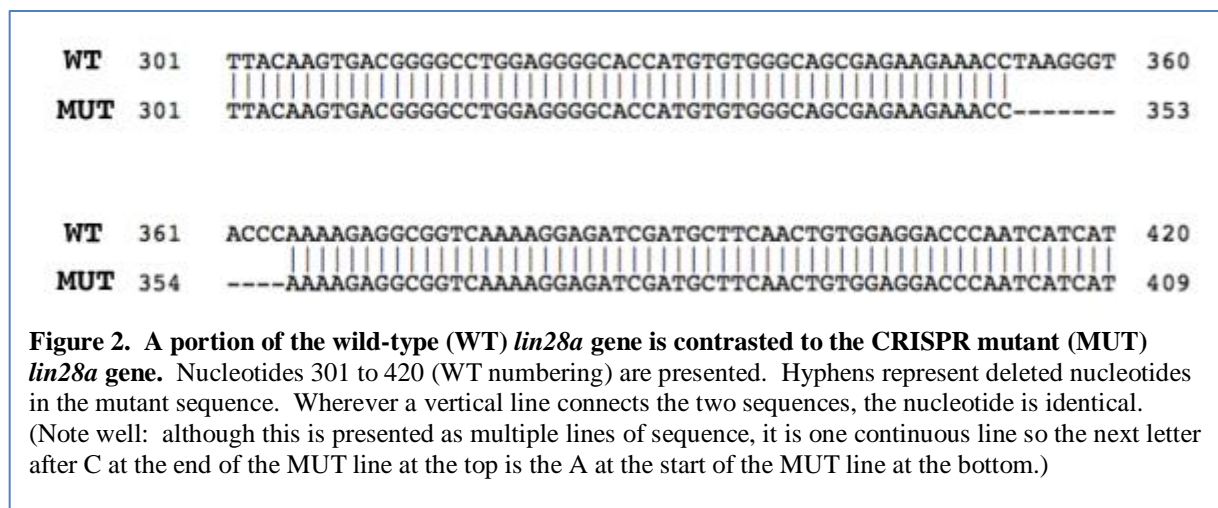 WT 301 TTACAAGTGACGGGGCCTGGAGGGGCACCATGTGTGGGCAGCGAGAAGAAACCTAAGGGT 360
MUT 301 TTACAAGTGACGGGGCCTGGAGGGGCACCATGTGTGGGCAGCGAGAAGAAACC------- 353
WT 361 ACCCAAAAGAGGCGGTCAAAAGGAGATCGATGCTTCAACTGTGGAGGACCCAATCATCAT 420
MUT 354 ----AAAAGAGGCGGTCAAAAGGAGATCGATGCTTCAACTGTGGAGGACCCAATCATCAT 409
Figure 2. A portion of the wild-type (WT) lin28a gene is contrasted to the CRISPR mutant (MUT)
lin28a gene. Nucleotides 301 to 420 (WT numbering) are presented. Hyphens represent deleted nucleotides
in the mutant sequence. Wherever a vertical line connects the two sequences, the nucleotide is identical.
(Note well: although this is presented as multiple lines of sequence, it is one continuous line so the next letter
after C at the end of the MUT line at the top is the A at the start of the MUT line at the bottom.)